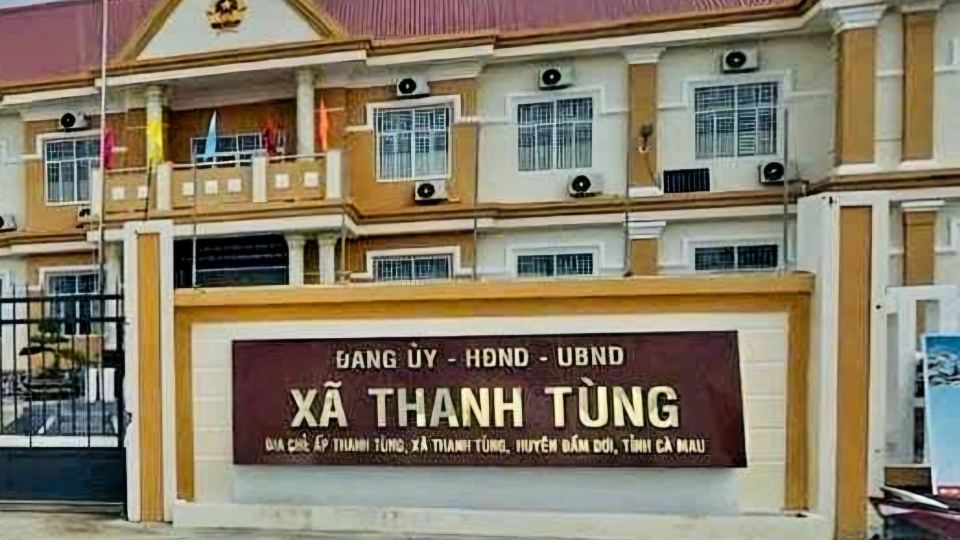 ĐẢNG ỦY - HĐND - UBND
XÃ THANH TÙNG
ĐỊA CHỈ: ẤP THANH TÙNG, XÃ THANH TÙNG, HUYỆN ĐẦM DƠI, TỈNH CÀ MAU